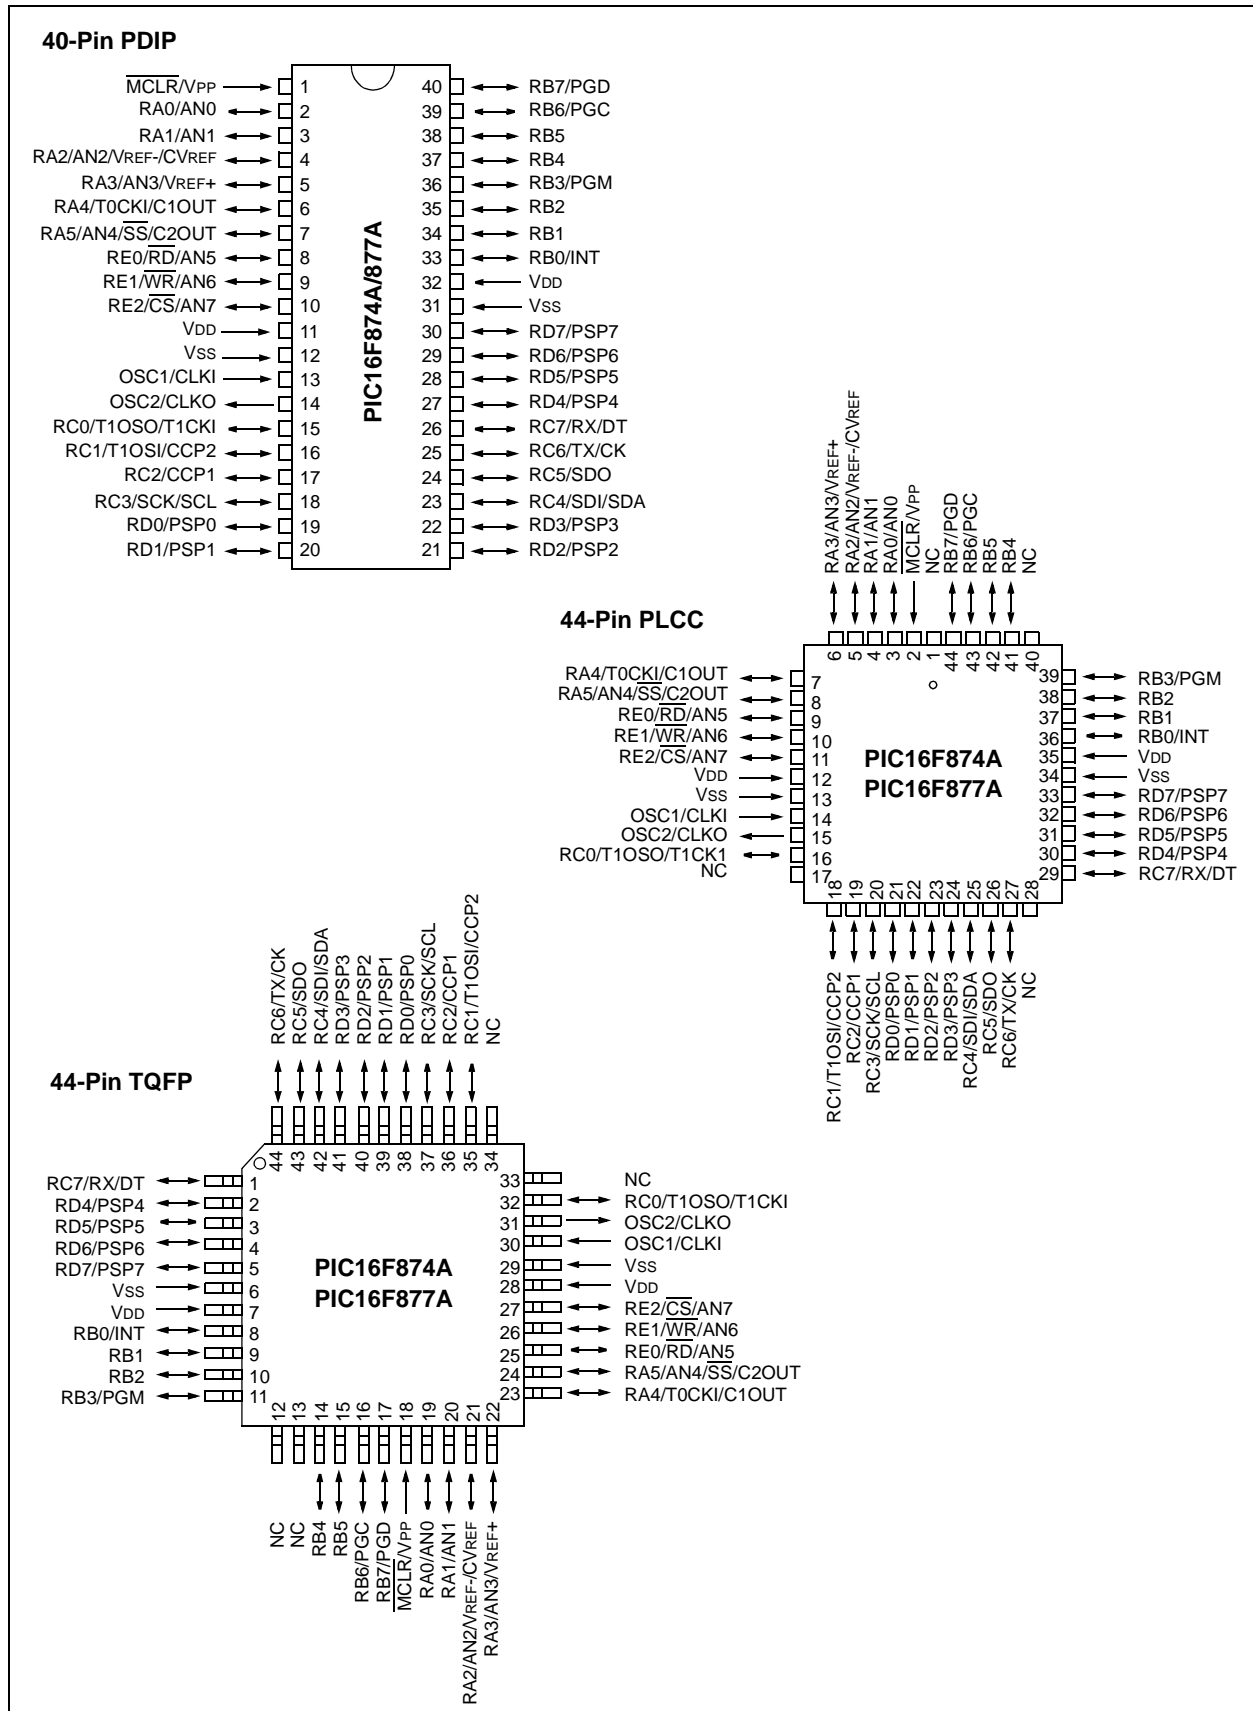 40-Pin PDIP
MCLR/VPP 1
RA0/AN0 2
RA1/AN1 3
RA2/AN2/VREF-/CVREF 4
RA3/AN3/VREF+ 5
RA4/T0CKI/C1OUT 6
RA5/AN4/SS/C2OUT 7
RE0/RD/AN5 8
RE1/WR/AN6 9
RE2/CS/AN7 10
VDD 11
VSS 12
OSC1/CLKI 13
OSC2/CLKO 14
RC0/T1OSO/T1CKI 15
RC1/T1OSI/CCP2 16
RC2/CCP1 17
RC3/SCK/SCL 18
RD0/PSP0 19
RD1/PSP1 20
PIC16F874A/877A
40 RB7/PGD
39 RB6/PGC
38 RB5
37 RB4
36 RB3/PGM
35 RB2
34 RB1
33 RB0/INT
32 VDD
31 VSS
30 RD7/PSP7
29 RD6/PSP6
28 RD5/PSP5
27 RD4/PSP4
26 RC7/RX/DT
25 RC6/TX/CK
24 RC5/SDO
23 RC4/SDI/SDA
22 RD3/PSP3
21 RD2/PSP2
44-Pin PLCC
RA3/AN3/VREF+ 6
RA2/AN2/VREF-/CVREF 5
RA1/AN1 4
RA0/AN0 3
MCLR/VPP 2
NC 1
RB7/PGD 44
RB6/PGC 43
RB5 42
RB4 41
NC 40
RA4/T0CKI/C1OUT 7
RA5/AN4/SS/C2OUT 8
RE0/RD/AN5 9
RE1/WR/AN6 10
RE2/CS/AN7 11
VDD 12
VSS 13
OSC1/CLKI 14
OSC2/CLKO 15
RC0/T1OSO/T1CK1 16
NC 17
PIC16F874A
PIC16F877A
39 RB3/PGM
38 RB2
37 RB1
36 RB0/INT
35 VDD
34 VSS
33 RD7/PSP7
32 RD6/PSP6
31 RD5/PSP5
30 RD4/PSP4
29 RC7/RX/DT
18 RC1/T1OSI/CCP2
19 RC2/CCP1
20 RC3/SCK/SCL
21 RD0/PSP0
22 RD1/PSP1
23 RD2/PSP2
24 RD3/PSP3
25 RC4/SDI/SDA
26 RC5/SDO
27 RC6/TX/CK
28 NC
44-Pin TQFP
RC6/TX/CK 44
RC5/SDO 43
RC4/SDI/SDA 42
RD3/PSP3 41
RD2/PSP2 40
RD1/PSP1 39
RD0/PSP0 38
RC3/SCK/SCL 37
RC2/CCP1 36
RC1/T1OSI/CCP2 35
NC 34
RC7/RX/DT 1
RD4/PSP4 2
RD5/PSP5 3
RD6/PSP6 4
RD7/PSP7 5
VSS 6
VDD 7
RB0/INT 8
RB1 9
RB2 10
RB3/PGM 11
PIC16F874A
PIC16F877A
33 NC
32 RC0/T1OSO/T1CKI
31 OSC2/CLKO
30 OSC1/CLKI
29 VSS
28 VDD
27 RE2/CS/AN7
26 RE1/WR/AN6
25 RE0/RD/AN5
24 RA5/AN4/SS/C2OUT
23 RA4/T0CKI/C1OUT
12 NC
13 NC
14 RB4
15 RB5
16 RB6/PGC
17 RB7/PGD
18 MCLR/VPP
19 RA0/AN0
20 RA1/AN1
21 RA2/AN2/VREF-/CVREF
22 RA3/AN3/VREF+